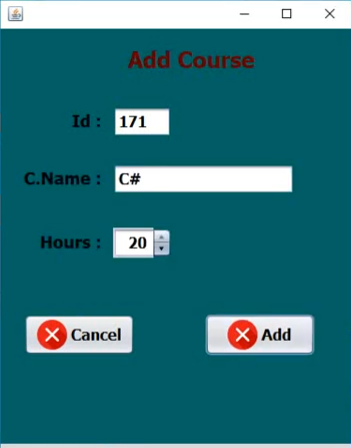 Add Course
Id : 171
C.Name : C#
Hours : 20
Cancel Add